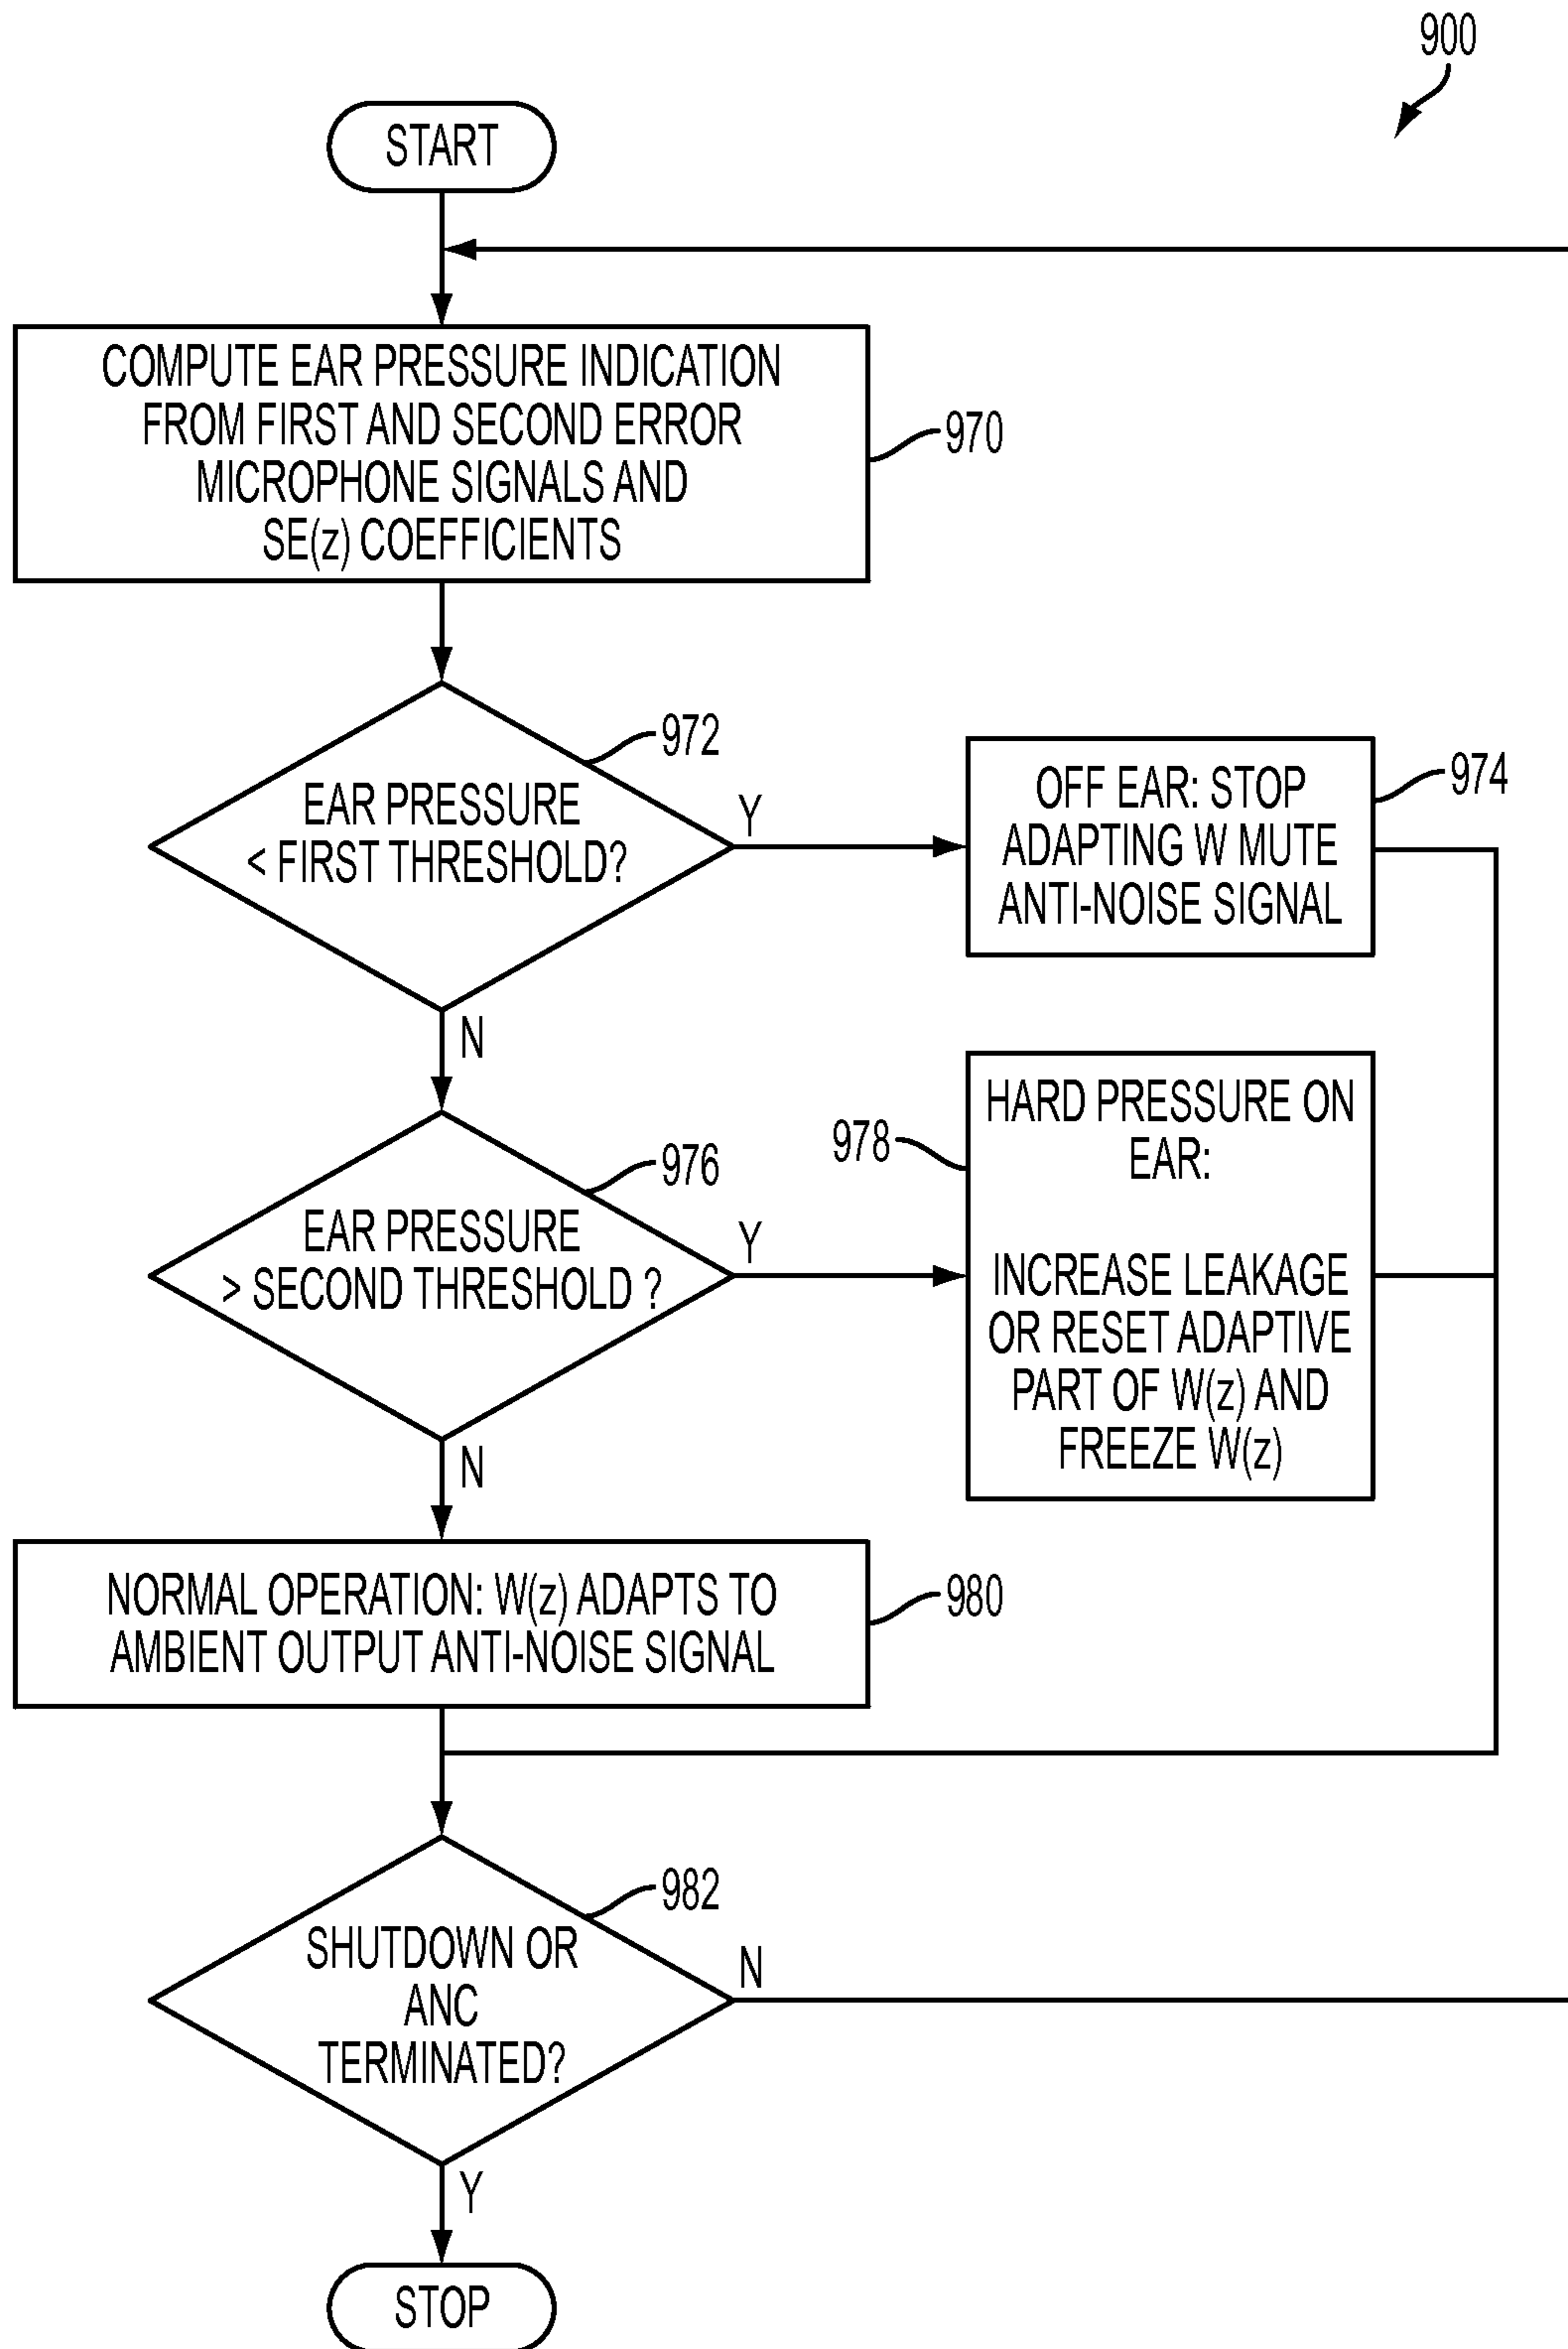 900
START
COMPUTE EAR PRESSURE INDICATION
FROM FIRST AND SECOND ERROR
MICROPHONE SIGNALS AND
SE(z) COEFFICIENTS
970
972
EAR PRESSURE
< FIRST THRESHOLD?
Y
N
OFF EAR: STOP
ADAPTING W MUTE
ANTI-NOISE SIGNAL
974
976
EAR PRESSURE
> SECOND THRESHOLD ?
Y
N
978
HARD PRESSURE ON
EAR:
INCREASE LEAKAGE
OR RESET ADAPTIVE
PART OF W(z) AND
FREEZE W(z)
NORMAL OPERATION: W(z) ADAPTS TO
AMBIENT OUTPUT ANTI-NOISE SIGNAL
980
982
SHUTDOWN OR
ANC
TERMINATED?
N
Y
STOP